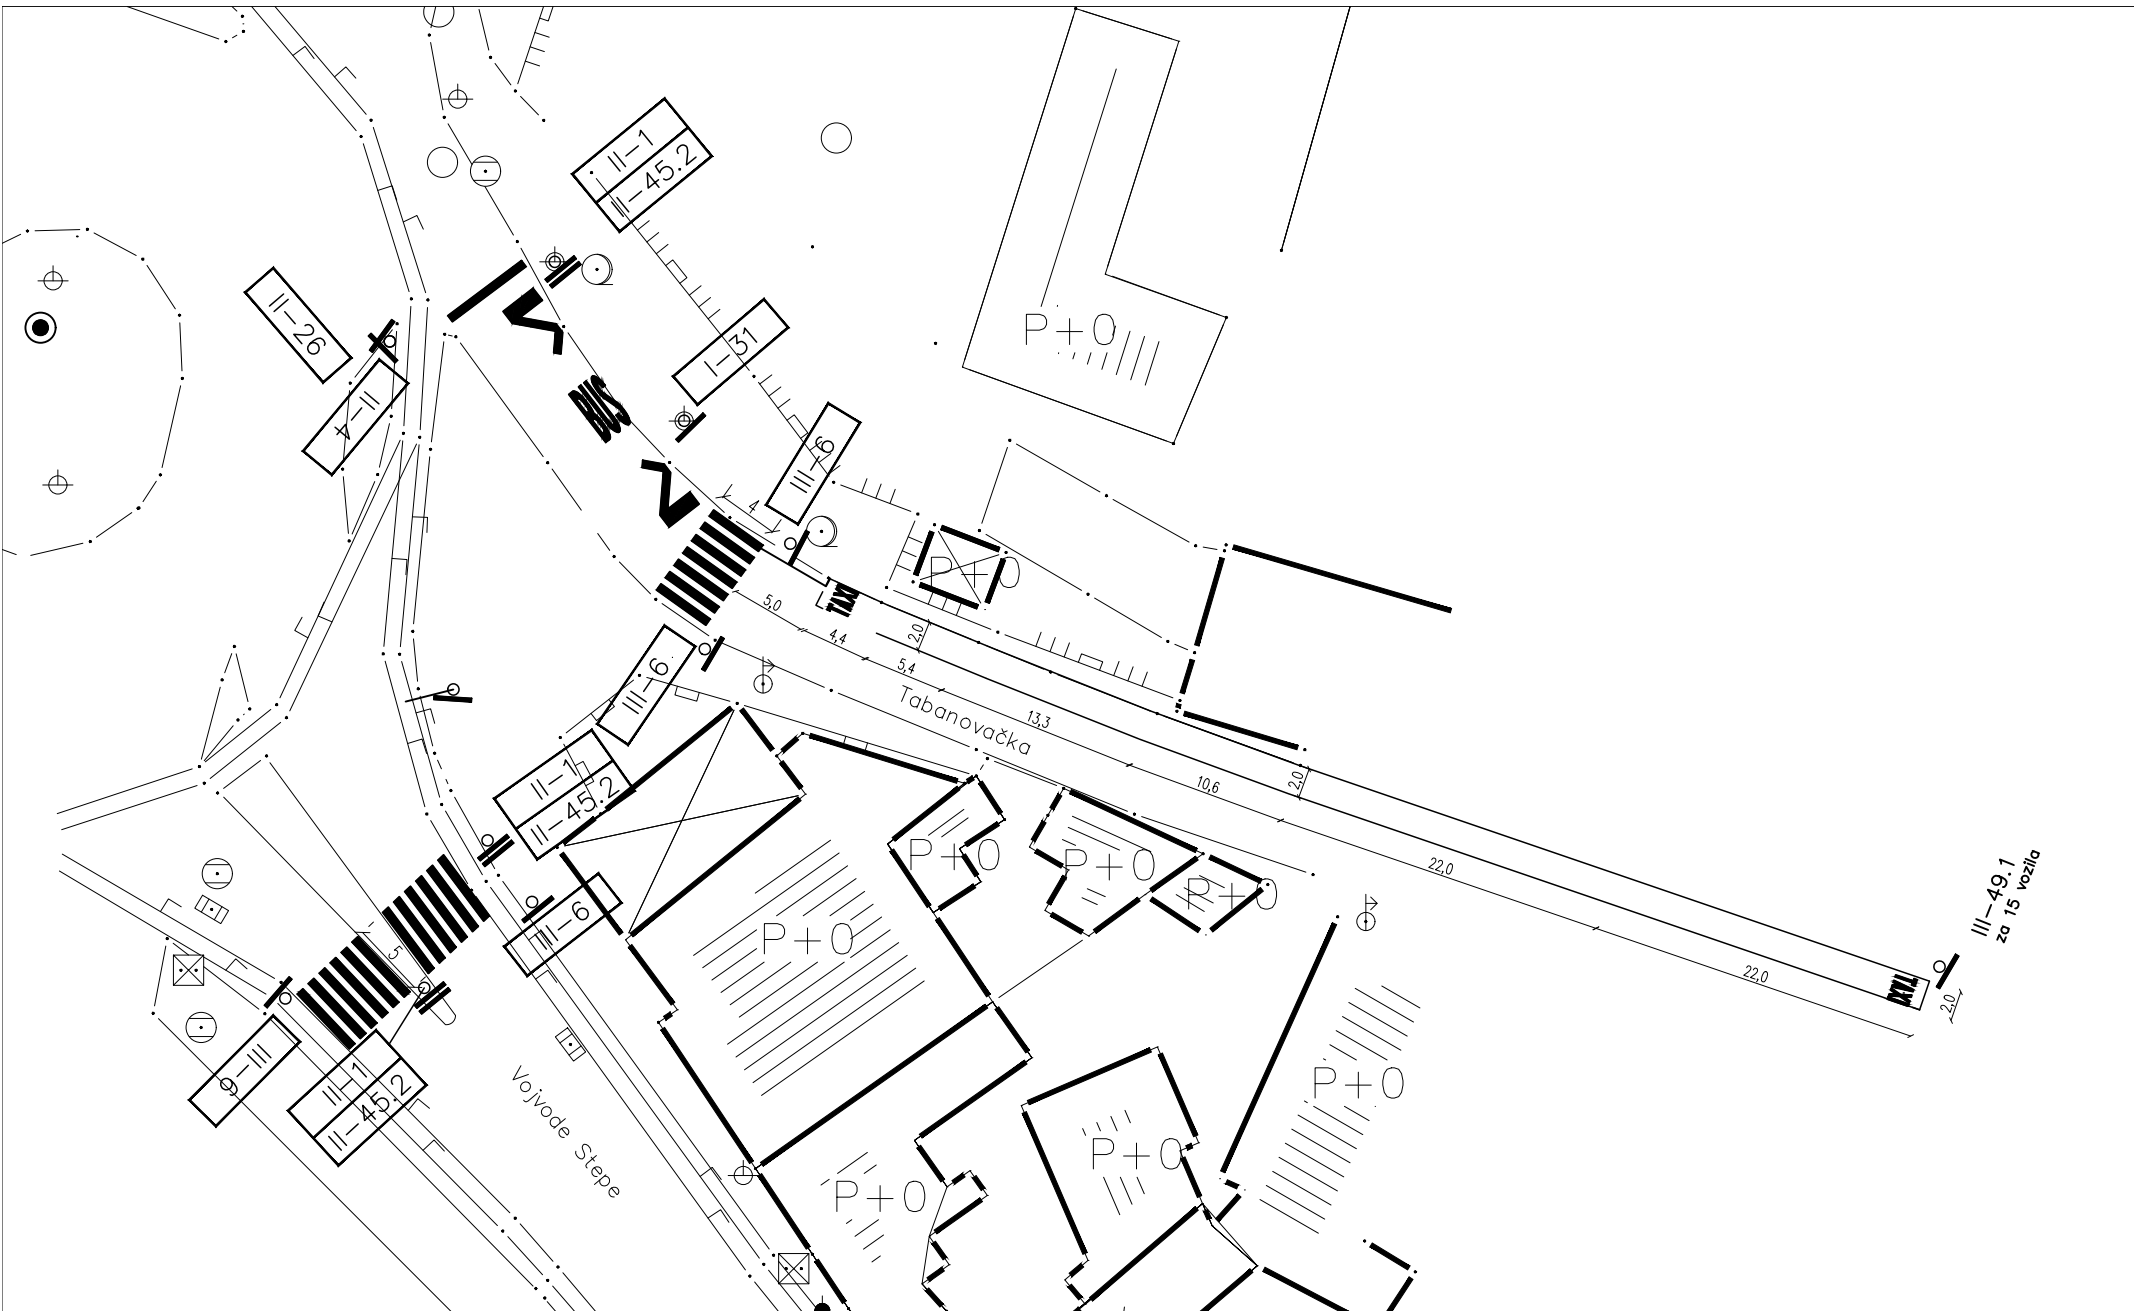 II-1
II-45.2
II-26
II-4
I-31
BUS
III-6
4
P+0
TAXI
P+0
5,0
4,4
2,0
5,4
III-6
Tabanovačka
13,3
2,0
10,6
II-1
II-45.2
P+0
P+0
P+0
22,0
III-49.1
za 15 vozila
III-6
P+0
5
22,0
TAXI
2,0
III-6
II-1
II-45.2
Vojvode Stepe
P+0
P+0
P+0